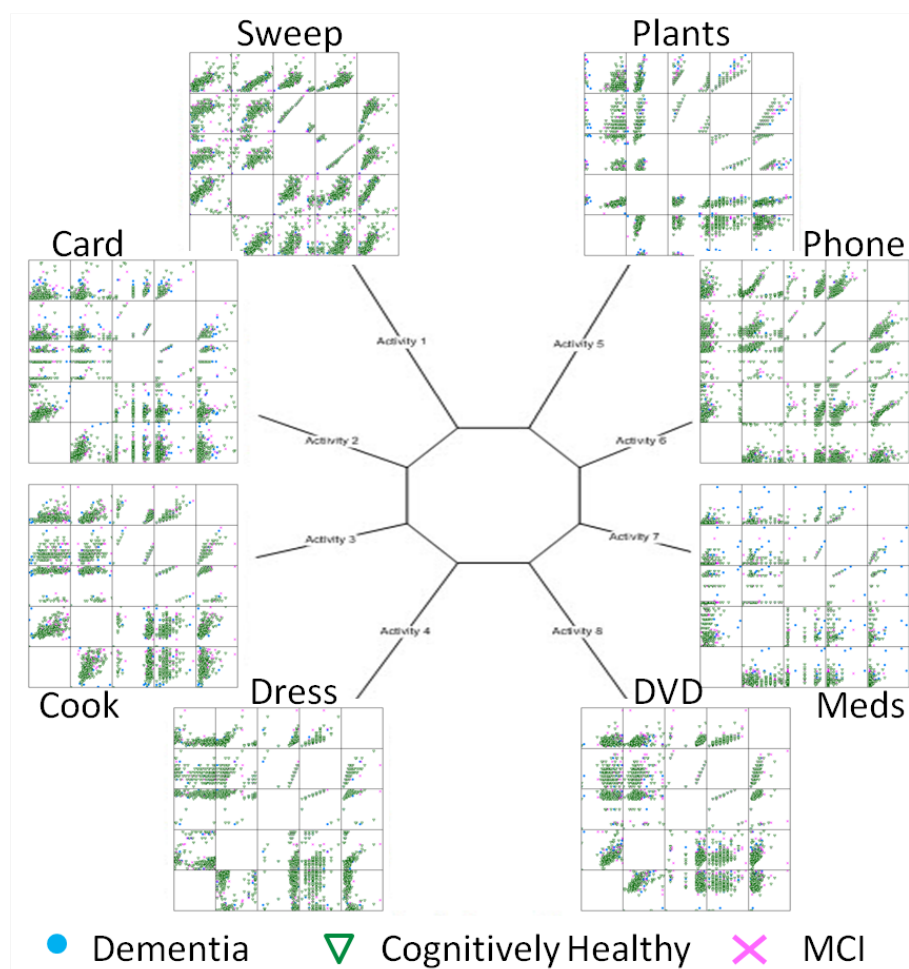 Sweep
Plants
Card
Phone
Activity 1
Activity 5
Activity 2
Activity 6
Activity 3
Activity 7
Activity 4
Activity 8
Cook
Dress
DVD
Meds
Dementia
Cognitively Healthy
MCI